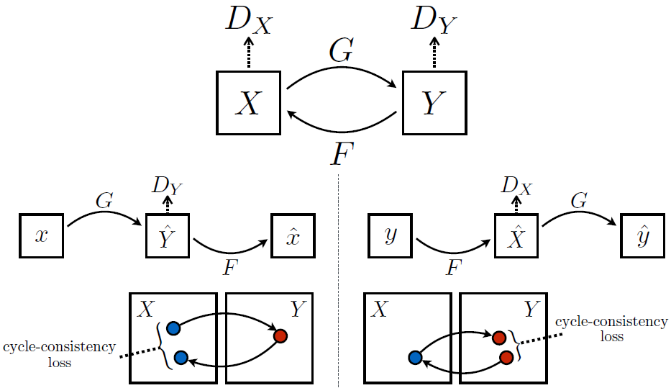 D_X D_Y
G
X Y
F
D_Y D_X
G G
x Ŷ x̂ y X̂ ŷ
F F
X Y X Y
cycle-consistency
loss
cycle-consistency
loss